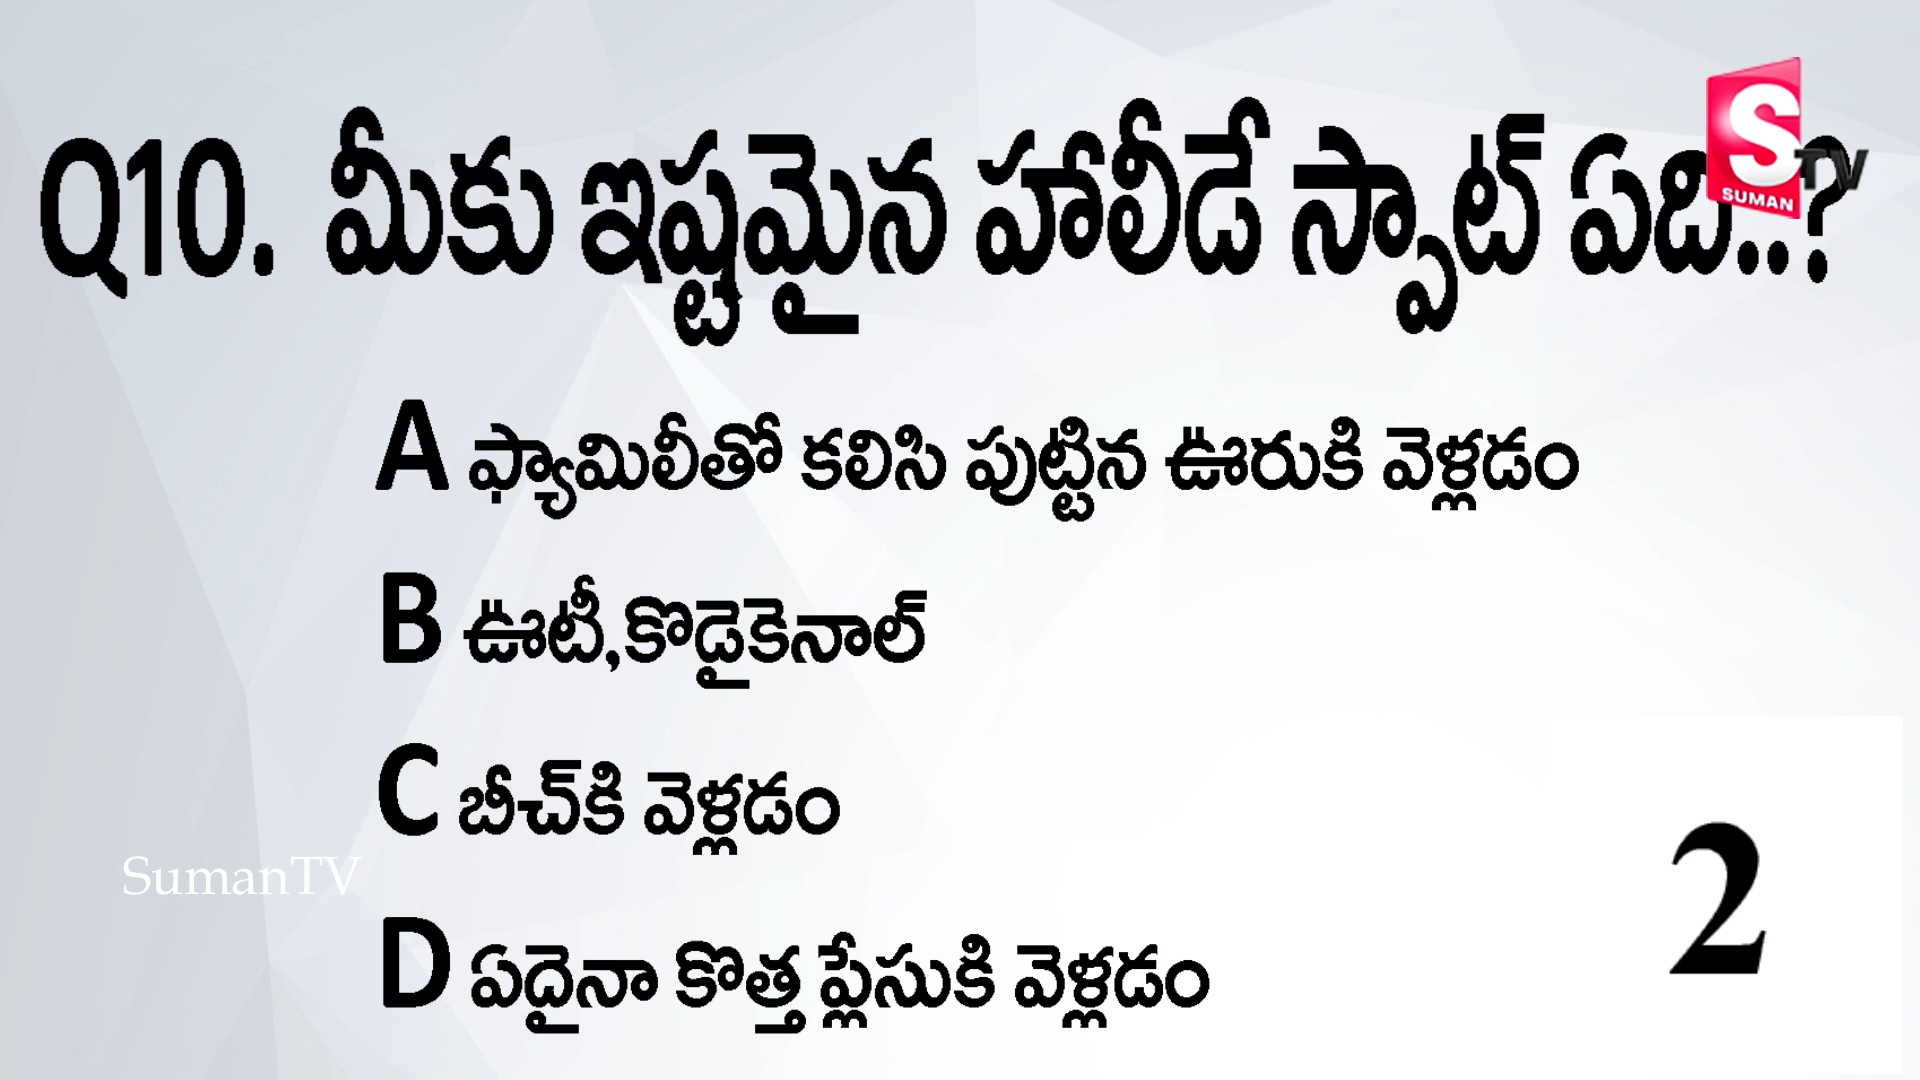 Q10. మీకు ఇష్టమైన హాలీడే స్పాట్ ఏది..?
S TV
SUMAN
A ఫ్యామిలీతో కలిసి పుట్టిన ఊరుకి వెళ్లడం
B ఊటీ,కొడైకెనాల్
C బీచ్‌కి వెళ్లడం
SumanTV
2
D ఏదైనా కొత్త ప్లేసుకి వెళ్లడం